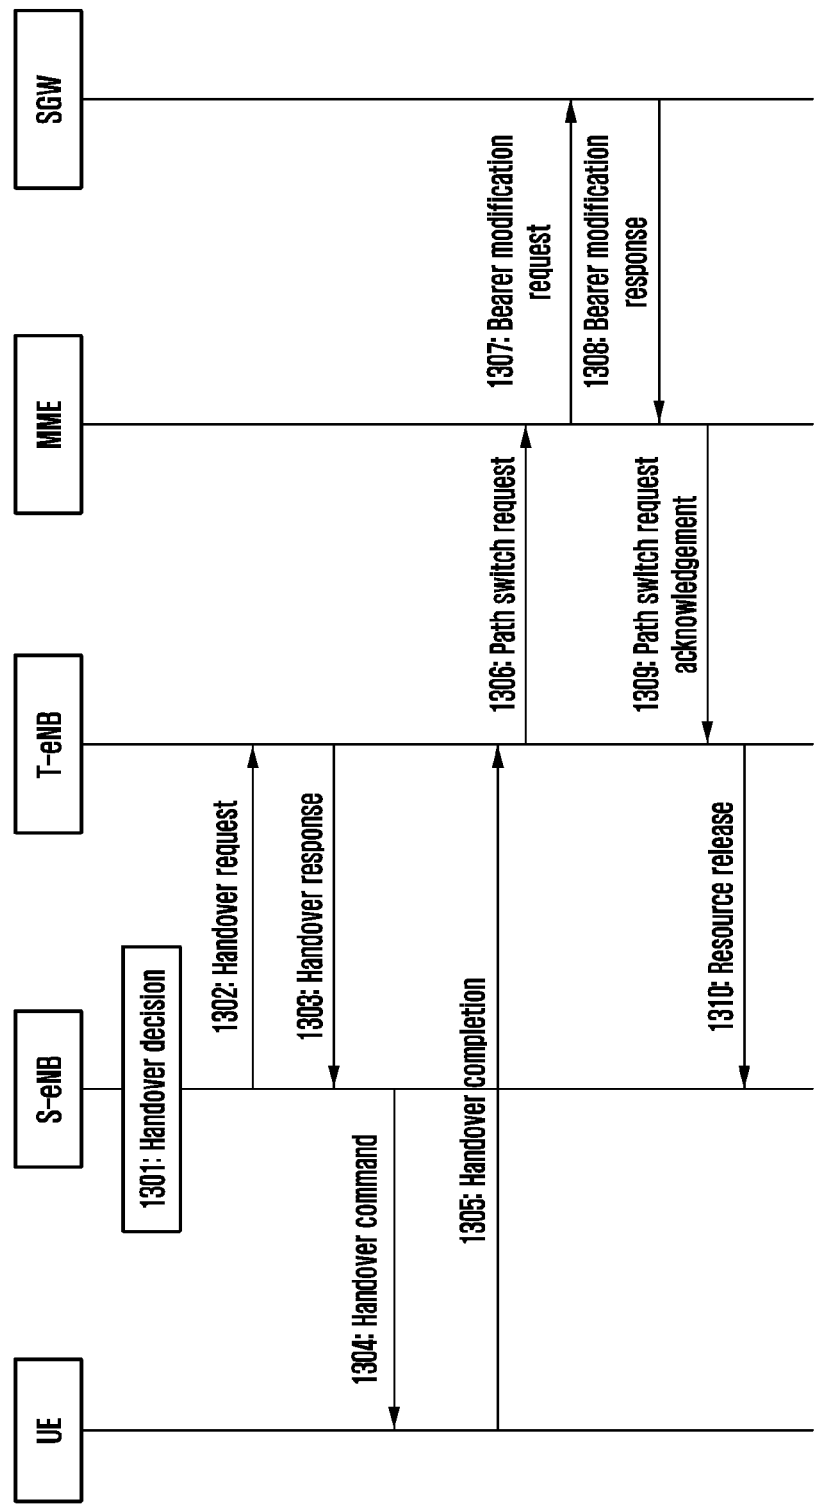 UE
S-eNB
T-eNB
MME
SGW
1301: Handover decision
1302: Handover request
1303: Handover response
1304: Handover command
1305: Handover completion
1306: Path switch request
1307: Bearer modification
request
1308: Bearer modification
response
1309: Path switch request
acknowledgement
1310: Resource release